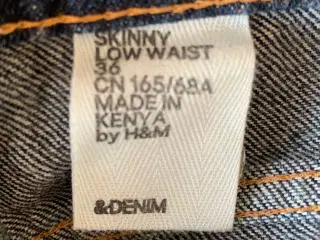 SKINNY
LOW WAIST
36
CN 165/68A
MADE IN
KENYA
by H&M
&DENIM